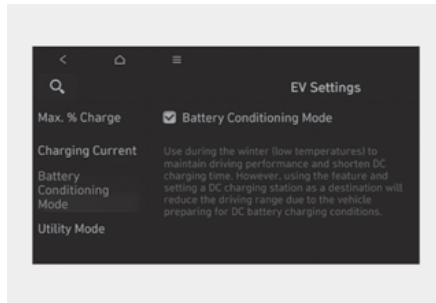 EV Settings
Max. % Charge
Charging Current
Battery
Conditioning
Mode
Utility Mode
Battery Conditioning Mode
Use during the winter (low temperatures) to
maintain driving performance and shorten DC
charging time. However, using the feature and
setting a DC charging station as a destination will
reduce the driving range due to the vehicle
preparing for DC battery charging conditions.